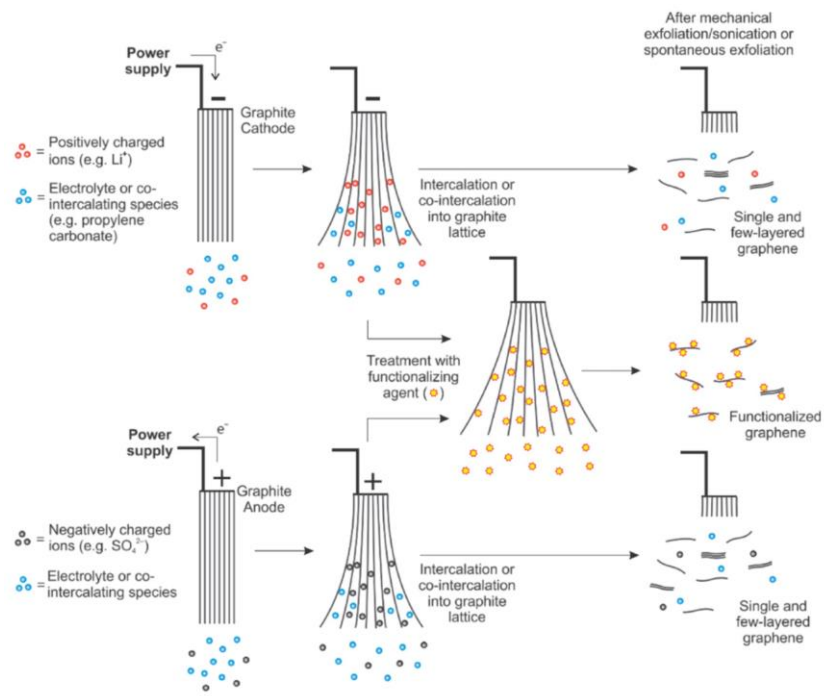 After mechanical
exfoliation/sonication or
spontaneous exfoliation
Power
supply
e⁻
−
Graphite
Cathode
−
= Positively charged
ions (e.g. Li⁺)
= Electrolyte or co-
intercalating species
(e.g. propylene
carbonate)
Intercalation or
co-intercalation
into graphite
lattice
Single and
few-layered
graphene
Treatment with
functionalizing
agent ( )
Functionalized
graphene
Power
supply
e⁻
+
Graphite
Anode
+
= Negatively charged
ions (e.g. SO₄²⁻)
= Electrolyte or co-
intercalating species
Intercalation or
co-intercalation
into graphite
lattice
Single and
few-layered
graphene